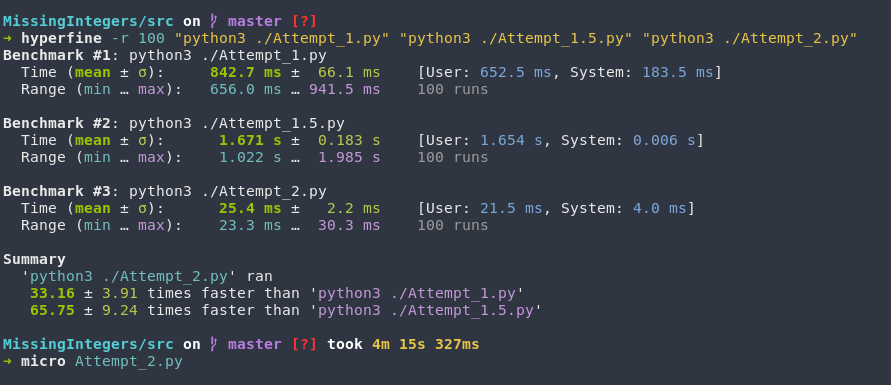 MissingIntegers/src on ᚠ master [?]
➜ hyperfine -r 100 "python3 ./Attempt_1.py" "python3 ./Attempt_1.5.py" "python3 ./Attempt_2.py"
Benchmark #1: python3 ./Attempt_1.py
Time (mean ± σ): 842.7 ms ± 66.1 ms [User: 652.5 ms, System: 183.5 ms]
Range (min … max): 656.0 ms … 941.5 ms 100 runs
Benchmark #2: python3 ./Attempt_1.5.py
Time (mean ± σ): 1.671 s ± 0.183 s [User: 1.654 s, System: 0.006 s]
Range (min … max): 1.022 s … 1.985 s 100 runs
Benchmark #3: python3 ./Attempt_2.py
Time (mean ± σ): 25.4 ms ± 2.2 ms [User: 21.5 ms, System: 4.0 ms]
Range (min … max): 23.3 ms … 30.3 ms 100 runs
Summary
'python3 ./Attempt_2.py' ran
33.16 ± 3.91 times faster than 'python3 ./Attempt_1.py'
65.75 ± 9.24 times faster than 'python3 ./Attempt_1.5.py'
MissingIntegers/src on ᚠ master [?] took 4m 15s 327ms
➜ micro Attempt_2.py